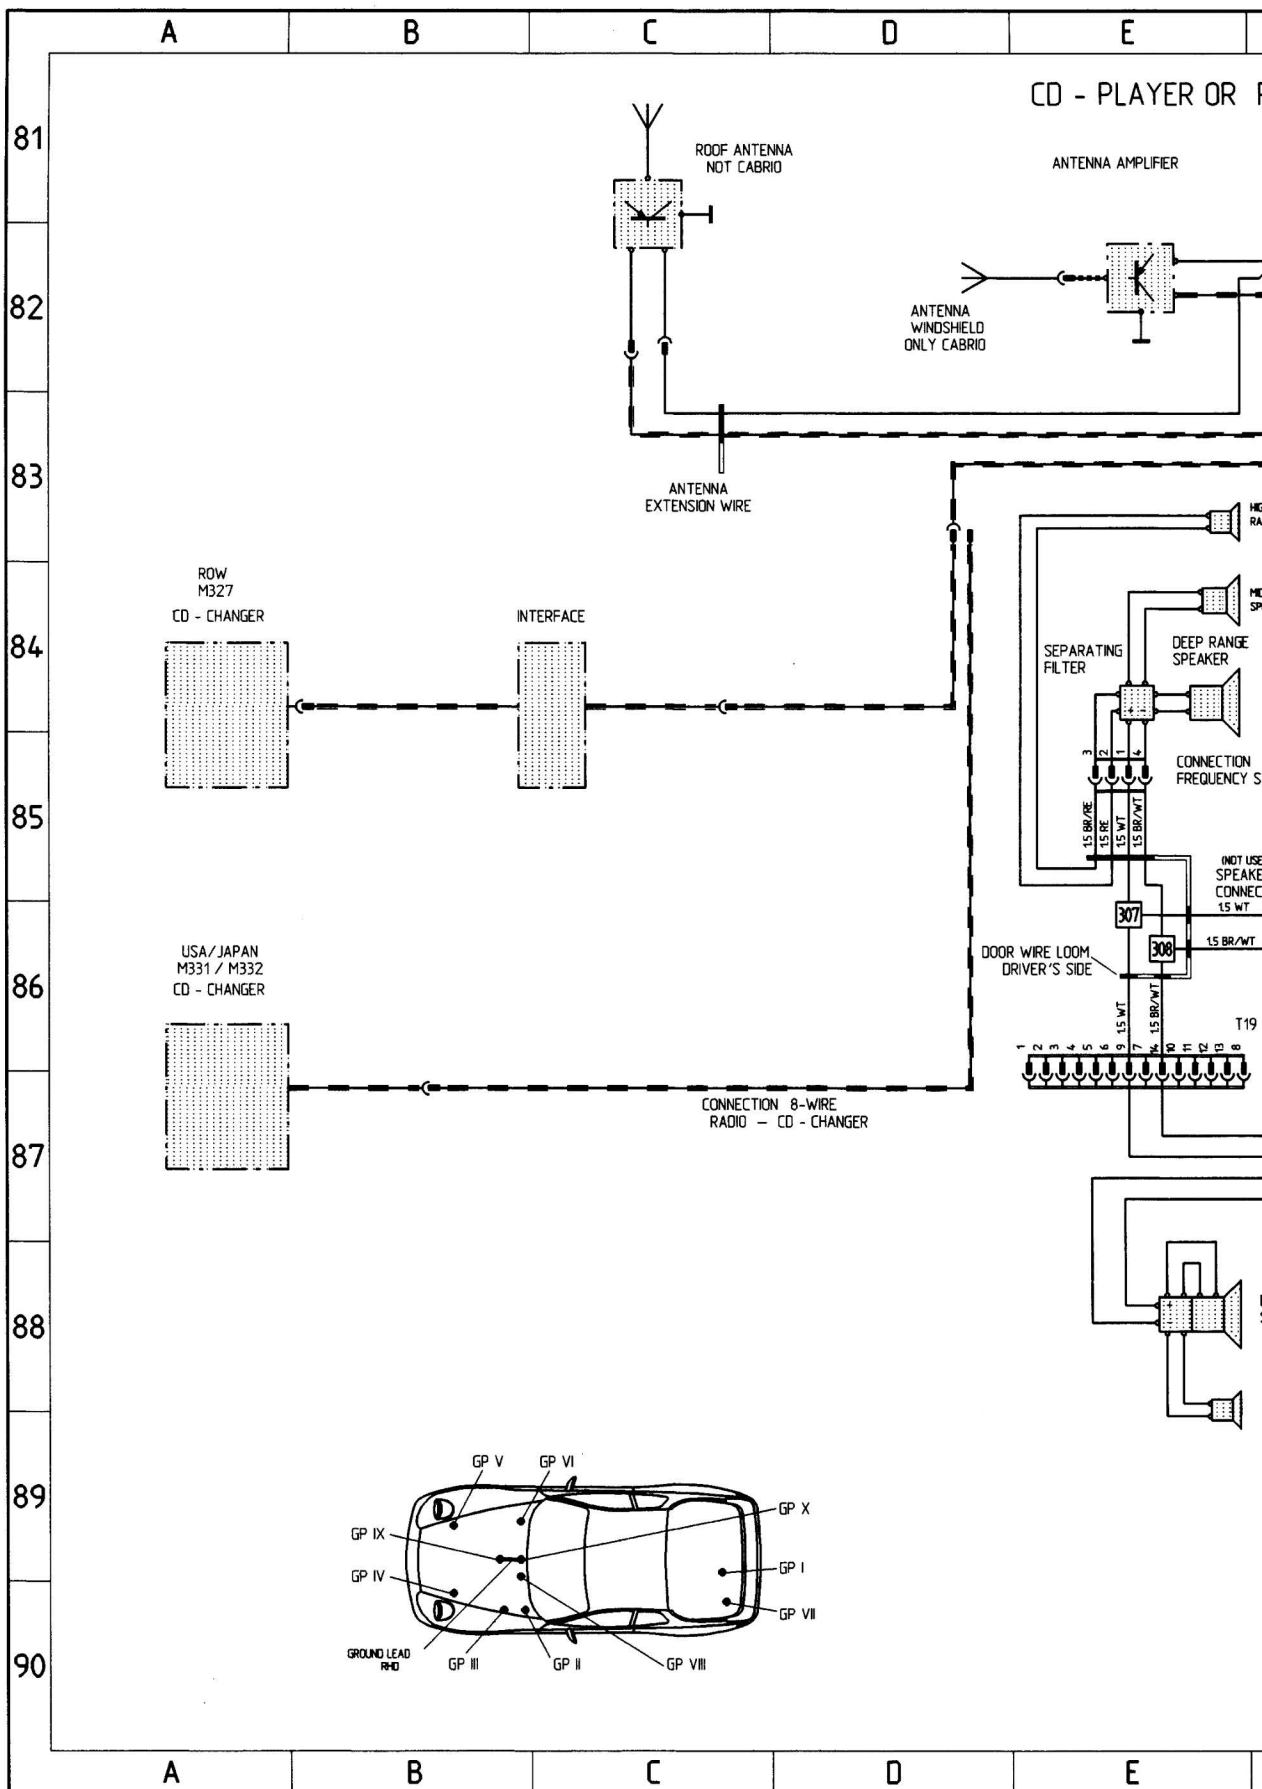 A B C D E
CD - PLAYER OR
81
ROOF ANTENNA
NOT CABRIO
ANTENNA AMPLIFIER
82
ANTENNA
WINDSHIELD
ONLY CABRIO
83
ANTENNA
EXTENSION WIRE
ROW
M327
CD - CHANGER
INTERFACE
84
SEPARATING
FILTER
DEEP RANGE
SPEAKER
+ -
3 2 1 4
CONNECTION
FREQUENCY S
85
1.5 BR/RE
1.5 RE
1.5 WT
1.5 BR/WT
(NOT USE
SPEAKE
CONNEC
1.5 WT
307
308
1.5 BR/WT
USA/JAPAN
M331 / M332
CD - CHANGER
DOOR WIRE LOOM
DRIVER'S SIDE
86
1.5 WT
1.5 BR/WT
T19
1 2 3 4 5 6 9 7 14 10 11 12 13 8
CONNECTION 8-WIRE
RADIO - CD - CHANGER
87
88
+
-
89
GP V
GP VI
GP X
GP IX
GP I
GP IV
GP VII
GROUND LEAD
RHD
GP III
GP II
GP VIII
90
A B C D E